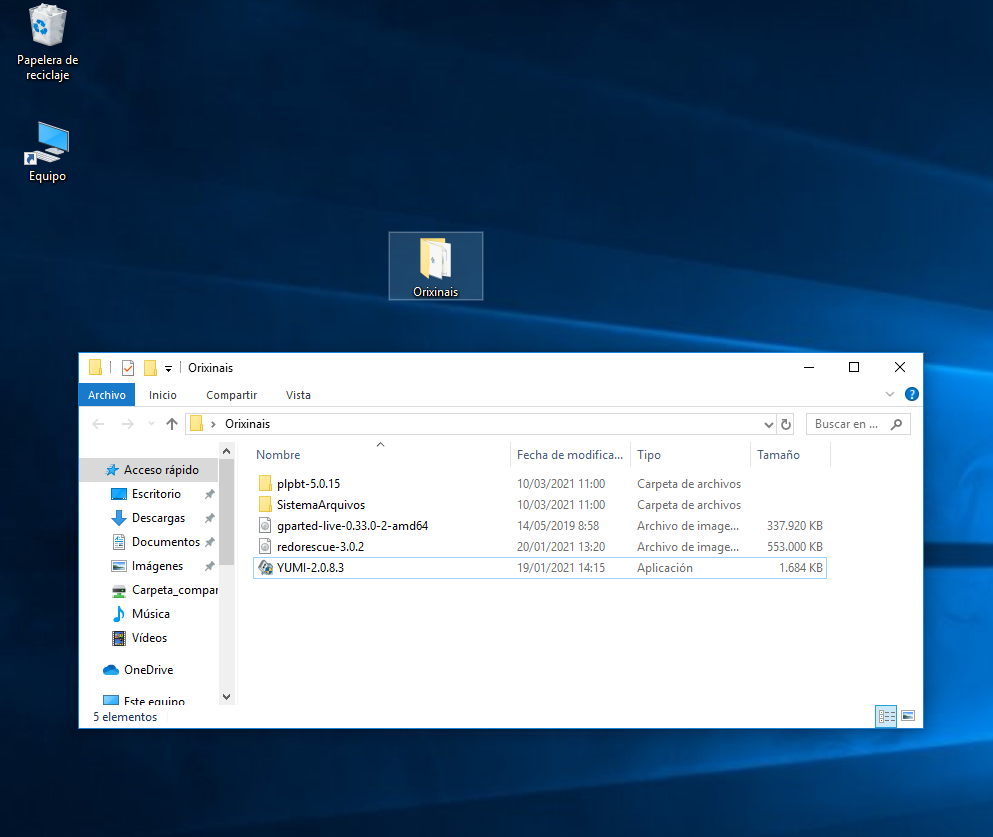 Papelera de
reciclaje
Equipo
Orixinais
Orixinais
Archivo Inicio Compartir Vista
Orixinais Buscar en ...
Nombre Fecha de modifica... Tipo Tamaño
Acceso rápido
Escritorio
Descargas
Documentos
Imágenes
Carpeta_compar
Música
Vídeos
OneDrive
Este equipo
plpbt-5.0.15 10/03/2021 11:00 Carpeta de archivos
SistemaArquivos 10/03/2021 11:00 Carpeta de archivos
gparted-live-0.33.0-2-amd64 14/05/2019 8:58 Archivo de image... 337.920 KB
redorescue-3.0.2 20/01/2021 13:20 Archivo de image... 553.000 KB
YUMI-2.0.8.3 19/01/2021 14:15 Aplicación 1.684 KB
5 elementos